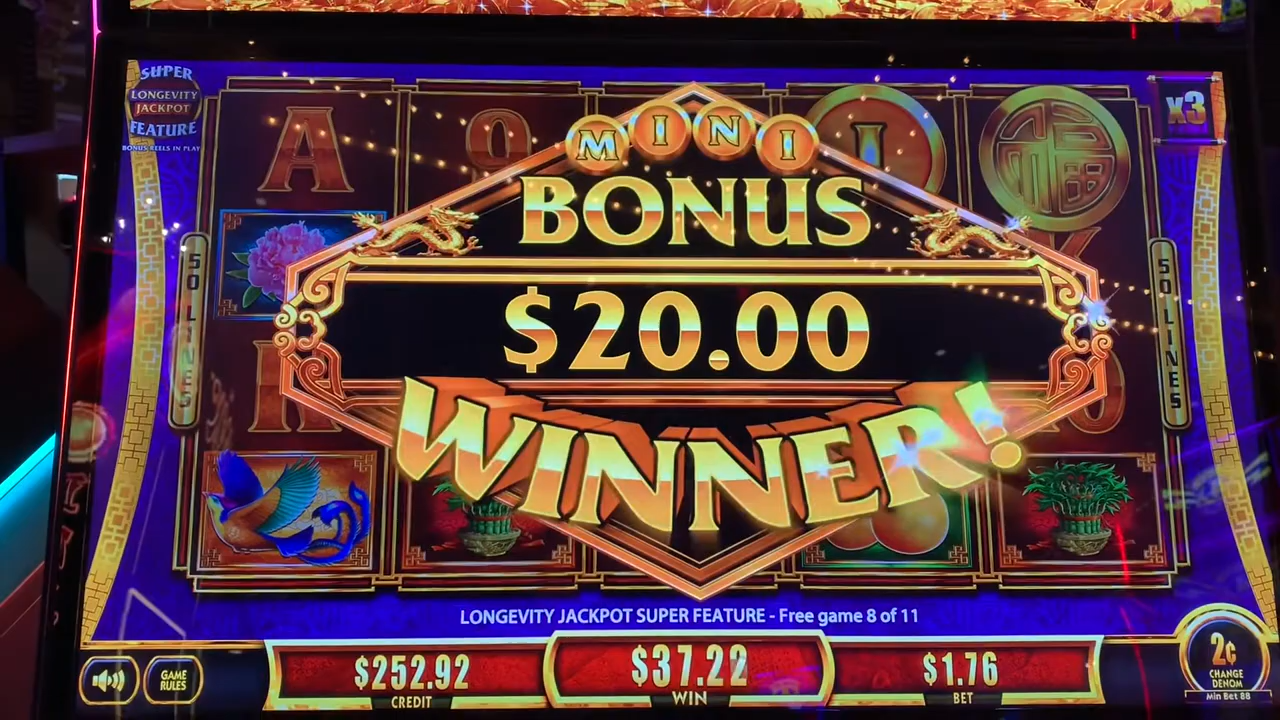 SUPER
LONGEVITY
JACKPOT
FEATURE
BONUS REELS IN PLAY
x3
A
Q
福
K
MINI
BONUS
$20.00
WINNER!
50 LINES
50 LINES
LONGEVITY JACKPOT SUPER FEATURE - Free game 8 of 11
$252.92
CREDIT
$37.22
WIN
$1.76
BET
GAME
RULES
2¢
CHANGE
DENOM
Min Bet 88